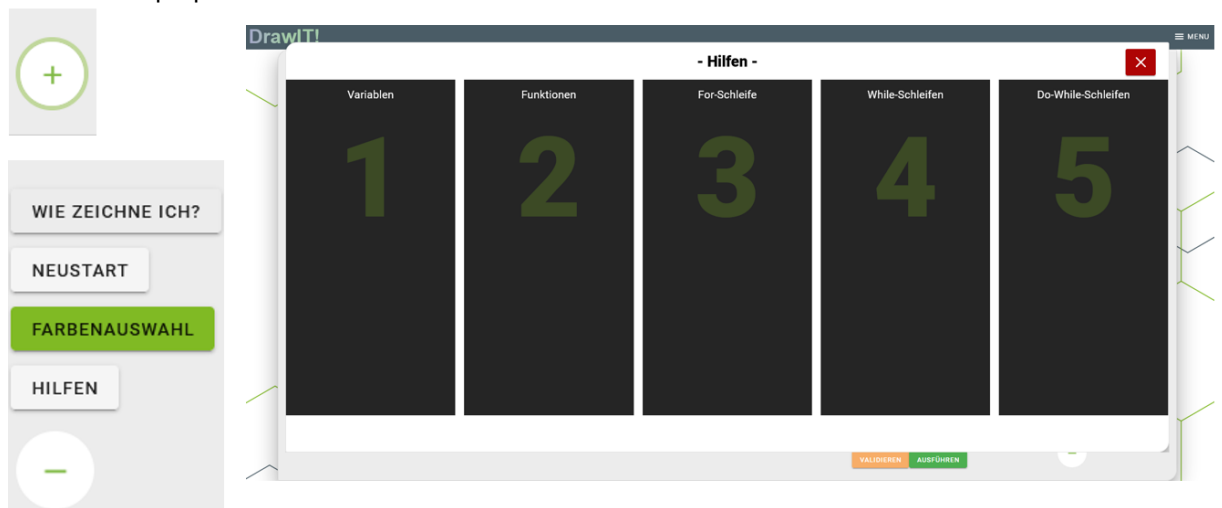 +
WIE ZEICHNE ICH?
NEUSTART
FARBENAUSWAHL
HILFEN
−
DrawIT!
MENU
- Hilfen -
Variablen
Funktionen
For-Schleife
While-Schleifen
Do-While-Schleifen
1
2
3
4
5
VALIDIEREN
AUSFÜHREN